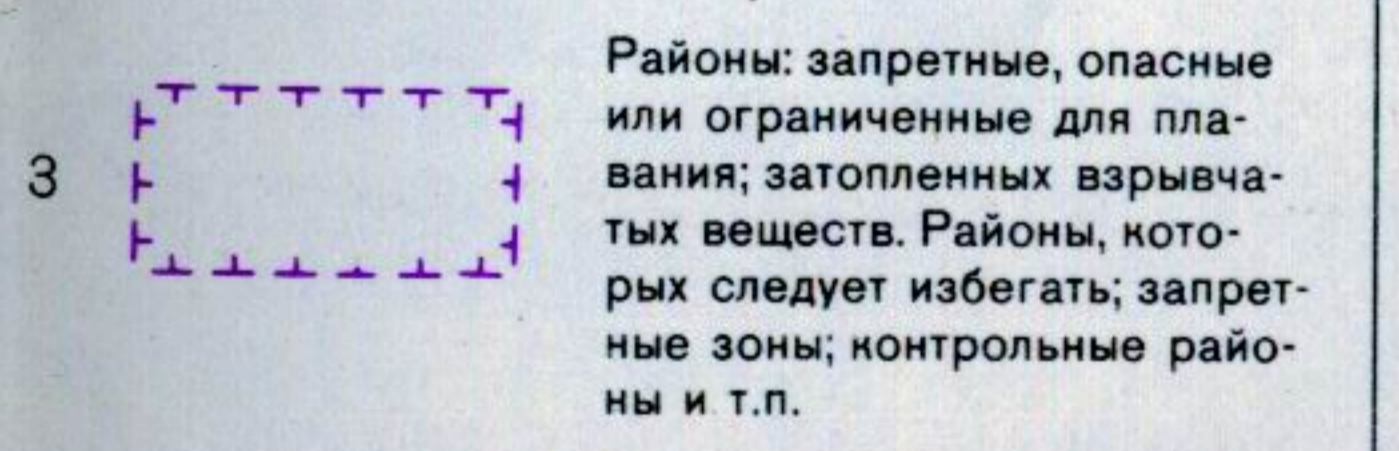 3
Районы: запретные, опасные
или ограниченные для пла-
вания; затопленных взрывча-
тых веществ. Районы, кото-
рых следует избегать; запрет-
ные зоны; контрольные райо-
ны и т.п.